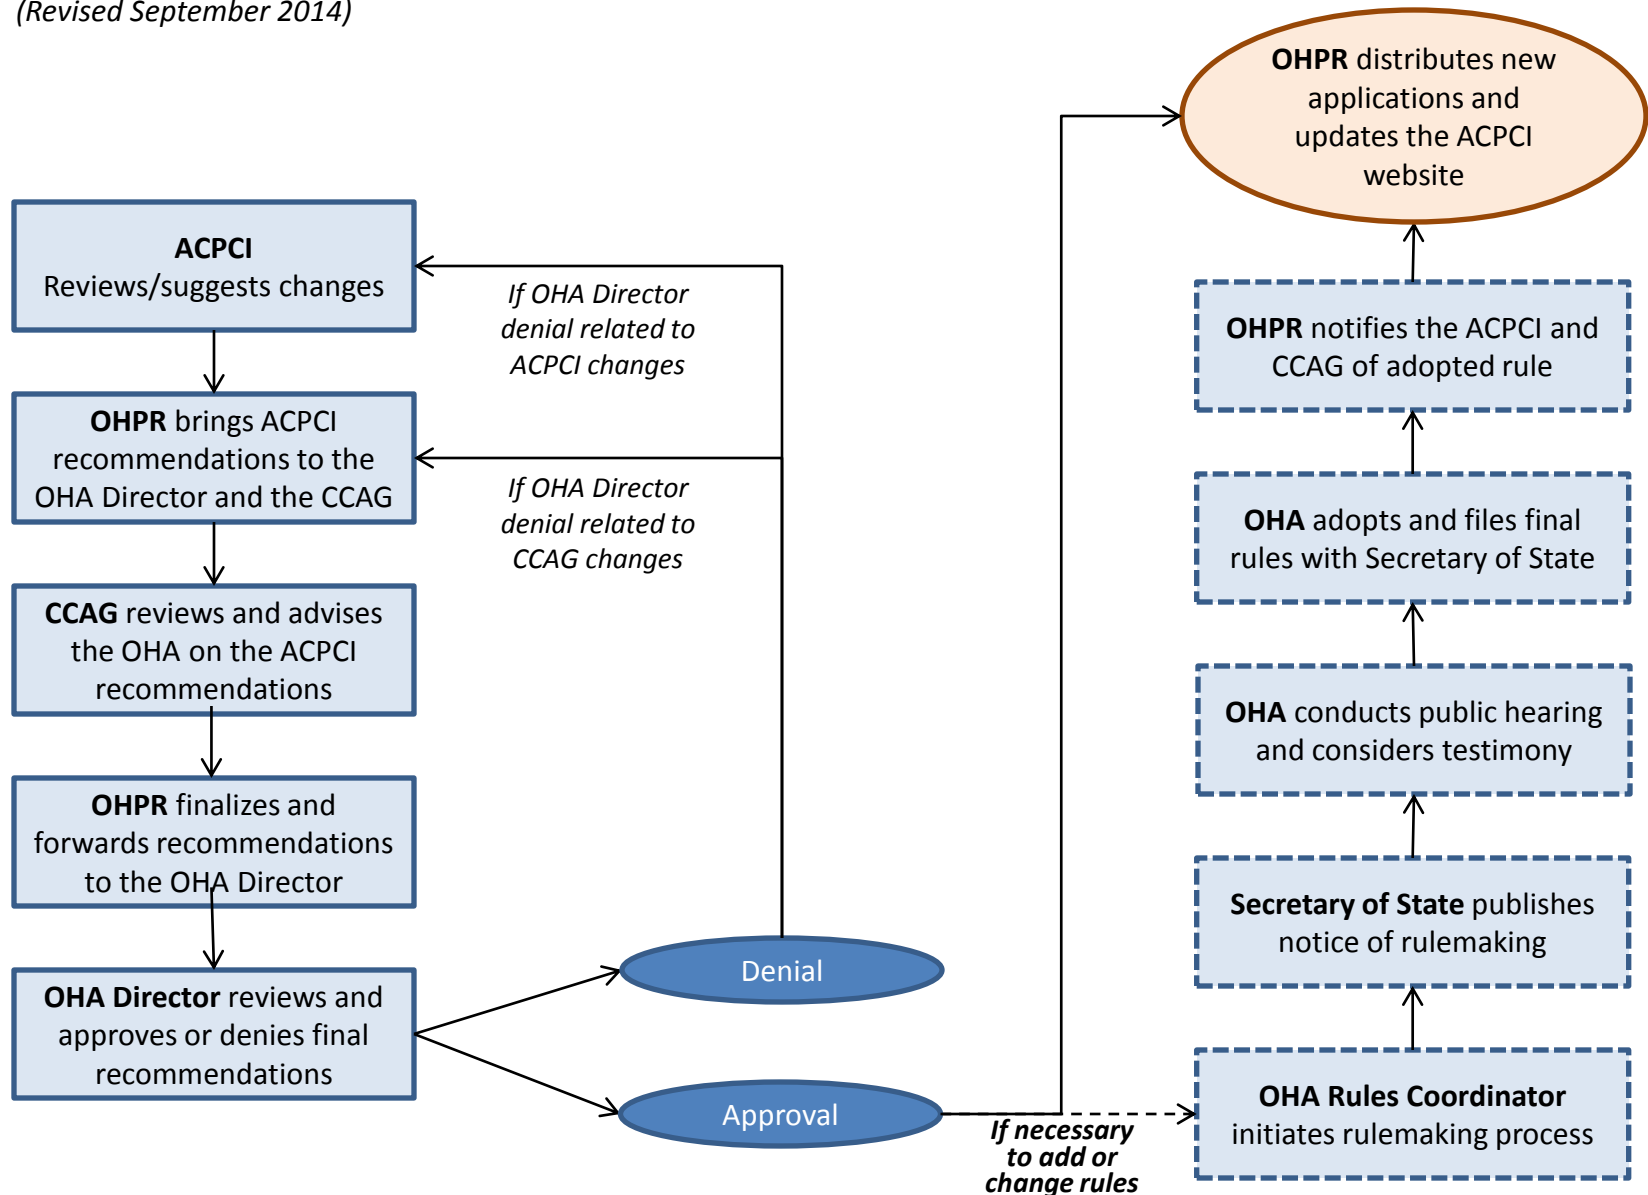 (Revised September 2014)
ACPCI
Reviews/suggests changes
OHPR brings ACPCI
recommendations to the
OHA Director and the CCAG
CCAG reviews and advises
the OHA on the ACPCI
recommendations
OHPR finalizes and
forwards recommendations
to the OHA Director
OHA Director reviews and
approves or denies final
recommendations
If OHA Director
denial related to
ACPCI changes
If OHA Director
denial related to
CCAG changes
Denial
Approval
If necessary
to add or
change rules
OHPR distributes new
applications and
updates the ACPCI
website
OHPR notifies the ACPCI and
CCAG of adopted rule
OHA adopts and files final
rules with Secretary of State
OHA conducts public hearing
and considers testimony
Secretary of State publishes
notice of rulemaking
OHA Rules Coordinator
initiates rulemaking process